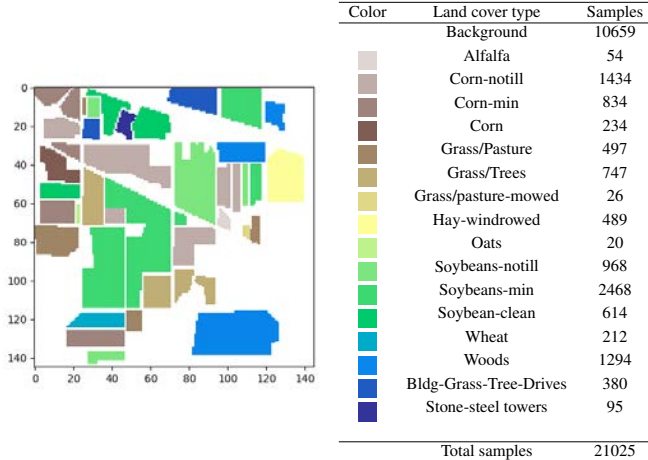 Color Land cover type Samples
Background 10659
Alfalfa 54
Corn-notill 1434
Corn-min 834
Corn 234
Grass/Pasture 497
Grass/Trees 747
Grass/pasture-mowed 26
Hay-windrowed 489
Oats 20
Soybeans-notill 968
Soybeans-min 2468
Soybean-clean 614
Wheat 212
Woods 1294
Bldg-Grass-Tree-Drives 380
Stone-steel towers 95
Total samples 21025
0
20
40
60
80
100
120
140
0 20 40 60 80 100 120 140